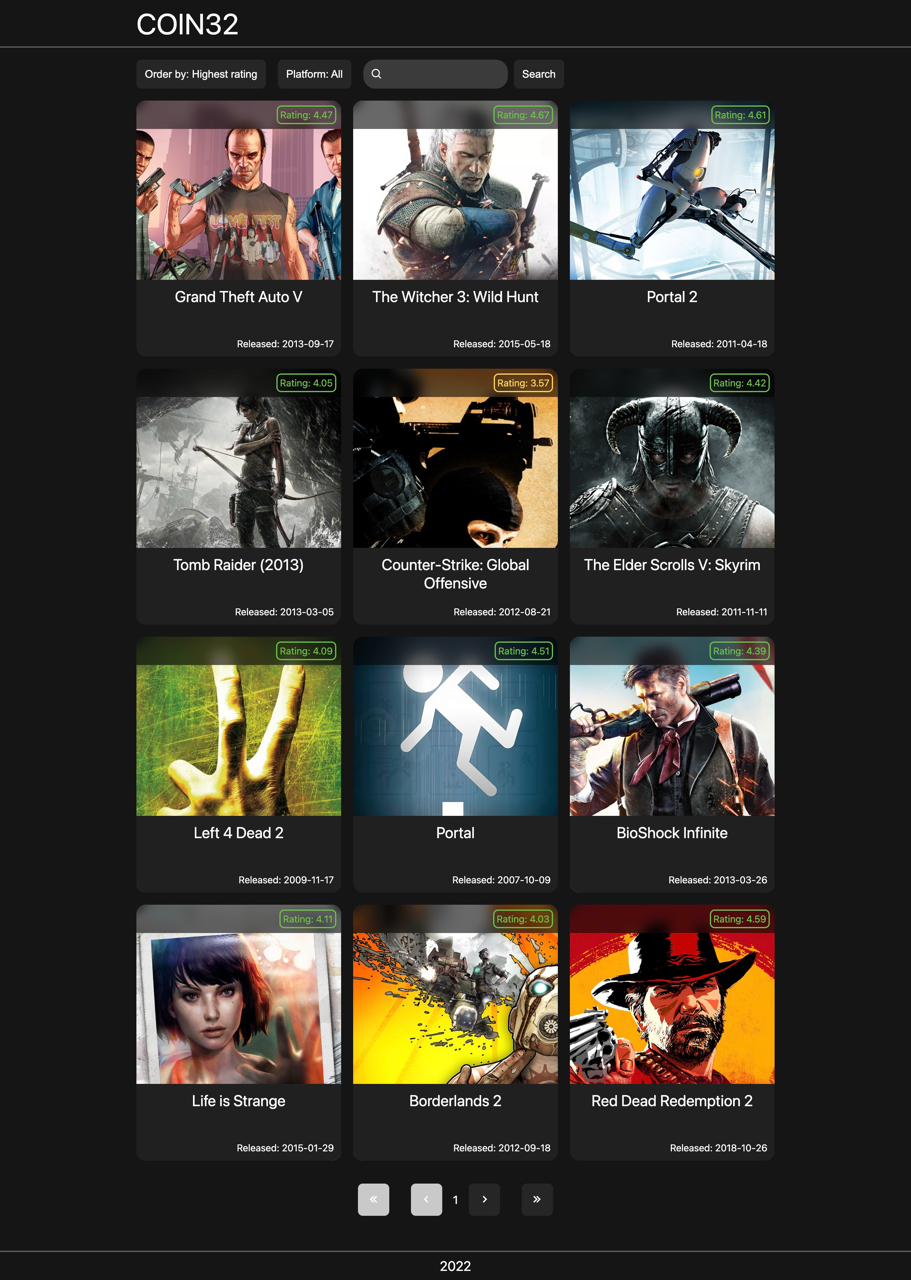 COIN32
Order by: Highest rating
Platform: All
Search
Rating: 4.47
Grand Theft Auto V
Released: 2013-09-17
Rating: 4.67
The Witcher 3: Wild Hunt
Released: 2015-05-18
Rating: 4.61
Portal 2
Released: 2011-04-18
Rating: 4.05
Tomb Raider (2013)
Released: 2013-03-05
Rating: 3.57
Counter-Strike: Global
Offensive
Released: 2012-08-21
Rating: 4.42
The Elder Scrolls V: Skyrim
Released: 2011-11-11
Rating: 4.09
Left 4 Dead 2
Released: 2009-11-17
Rating: 4.51
Portal
Released: 2007-10-09
Rating: 4.39
BioShock Infinite
Released: 2013-03-26
Rating: 4.11
Life is Strange
Released: 2015-01-29
Rating: 4.03
Borderlands 2
Released: 2012-09-18
Rating: 4.59
Red Dead Redemption 2
Released: 2018-10-26
« ‹ 1 › »
2022